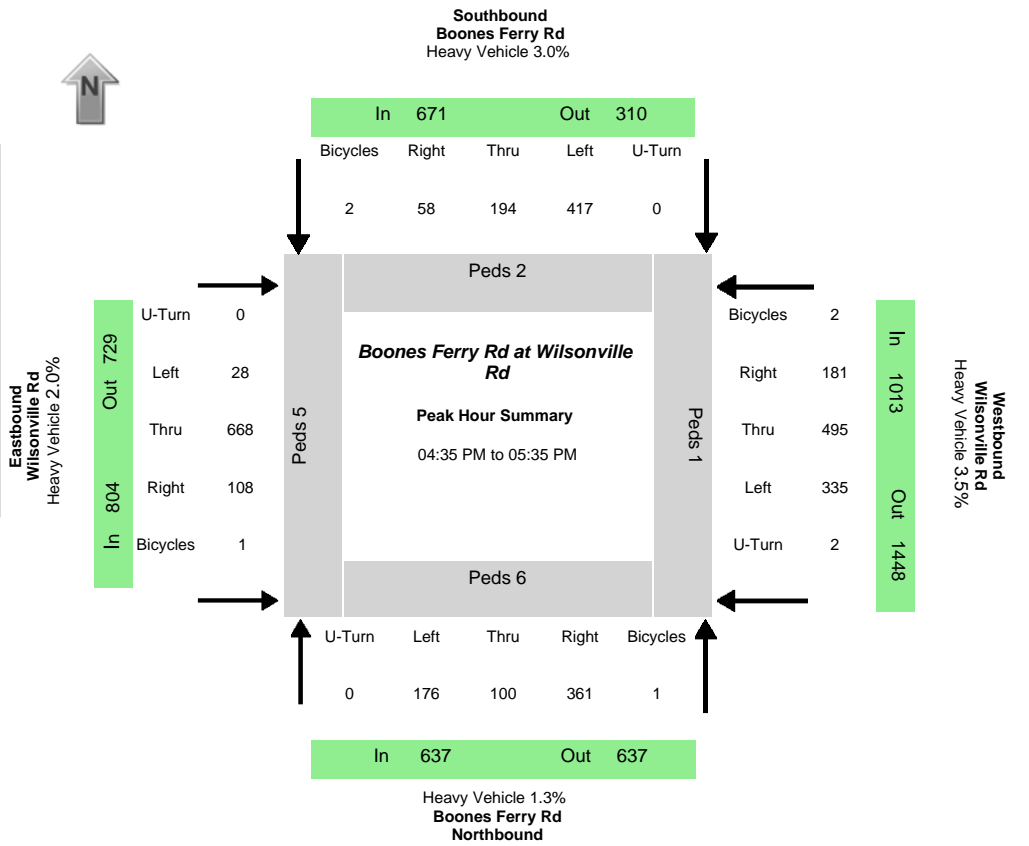 Southbound
Boones Ferry Rd
Heavy Vehicle 3.0%
N
In 671 Out 310
Bicycles Right Thru Left U-Turn
2 58 194 417 0
Peds 2
Eastbound
Wilsonville Rd
Heavy Vehicle 2.0%
Out 729
In 804
U-Turn 0
Left 28
Thru 668
Right 108
Bicycles 1
Peds 5
Boones Ferry Rd at Wilsonville
Rd
Peak Hour Summary
04:35 PM to 05:35 PM
Peds 1
Bicycles 2
Right 181
Thru 495
Left 335
U-Turn 2
In 1013
Out 1448
Westbound
Wilsonville Rd
Heavy Vehicle 3.5%
Peds 6
U-Turn Left Thru Right Bicycles
0 176 100 361 1
In 637 Out 637
Heavy Vehicle 1.3%
Boones Ferry Rd
Northbound